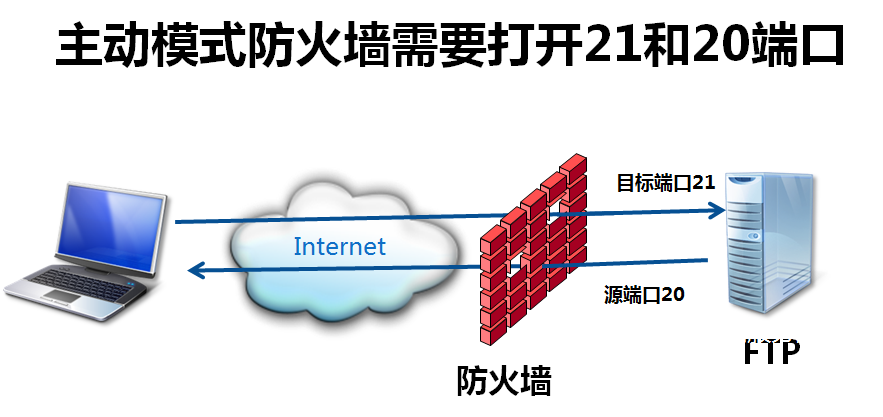 主动模式防火墙需要打开21和20端口
目标端口21
Internet
源端口20
FTP
防火墙